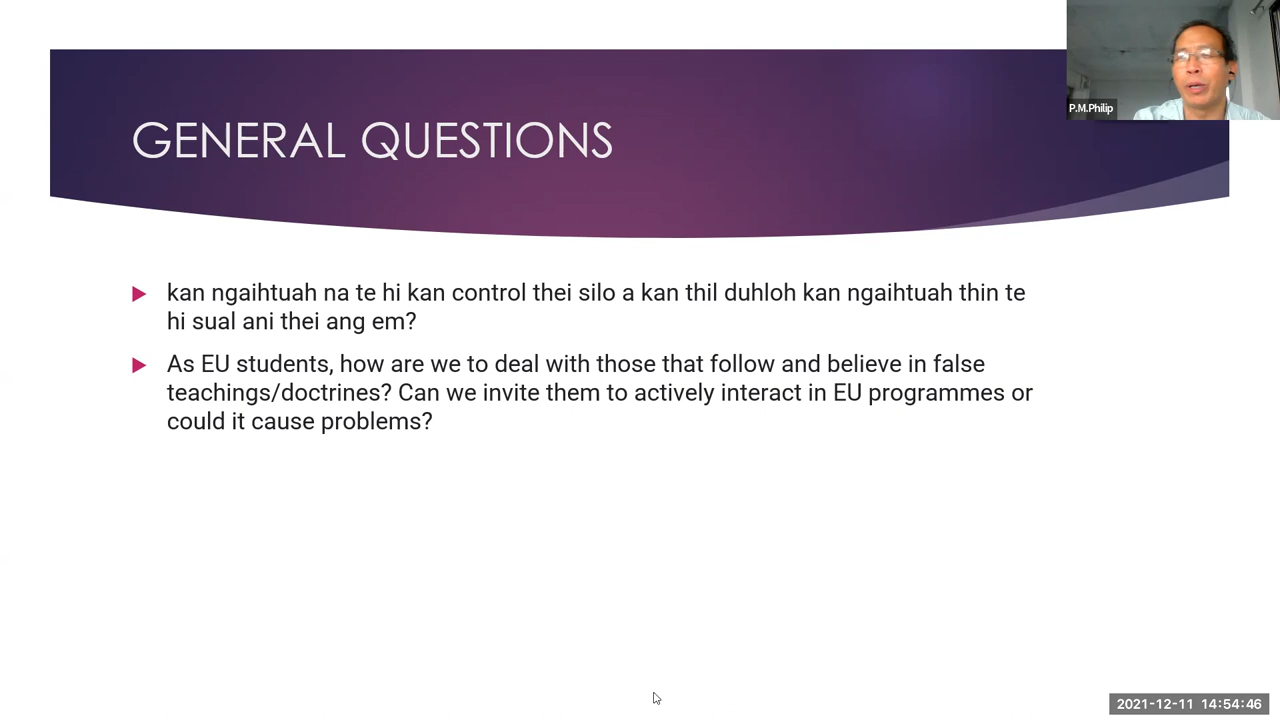 P.M.Philip
GENERAL QUESTIONS
kan ngaihtuah na te hi kan control thei silo a kan thil duhloh kan ngaihtuah thin te
hi sual ani thei ang em?
As EU students, how are we to deal with those that follow and believe in false
teachings/doctrines? Can we invite them to actively interact in EU programmes or
could it cause problems?
2021-12-11 14:54:46